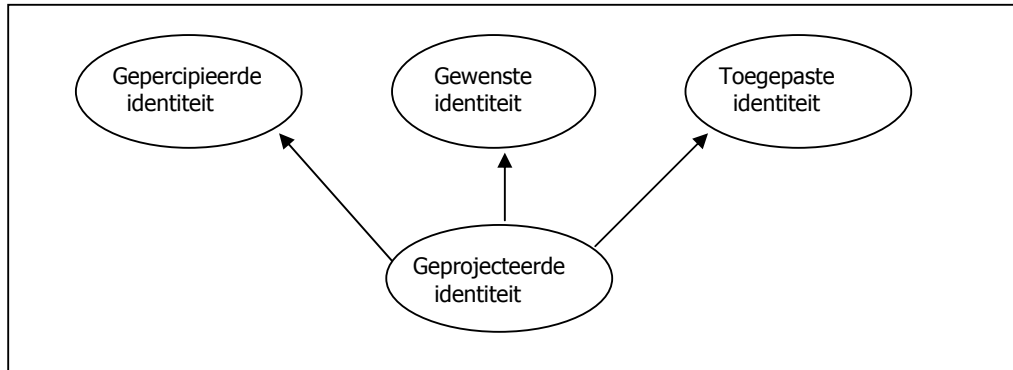 Gepercipieerde
identiteit
Gewenste
identiteit
Toegepaste
identiteit
Geprojecteerde
identiteit